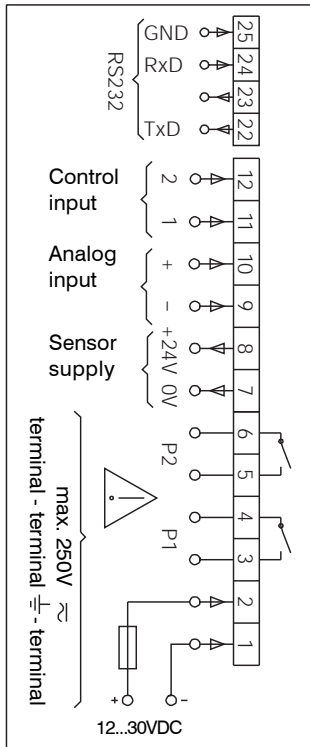 GND 25
RxD 24
23
TxD 22
RS232
Control
input
2 12
1 11
Analog
input
+ 10
- 9
Sensor
supply
+24V 8
0V 7
6
P2
5
4
P1
3
2
1
max. 250V ≂
terminal - terminal ⏚ - terminal
+ -
12...30VDC